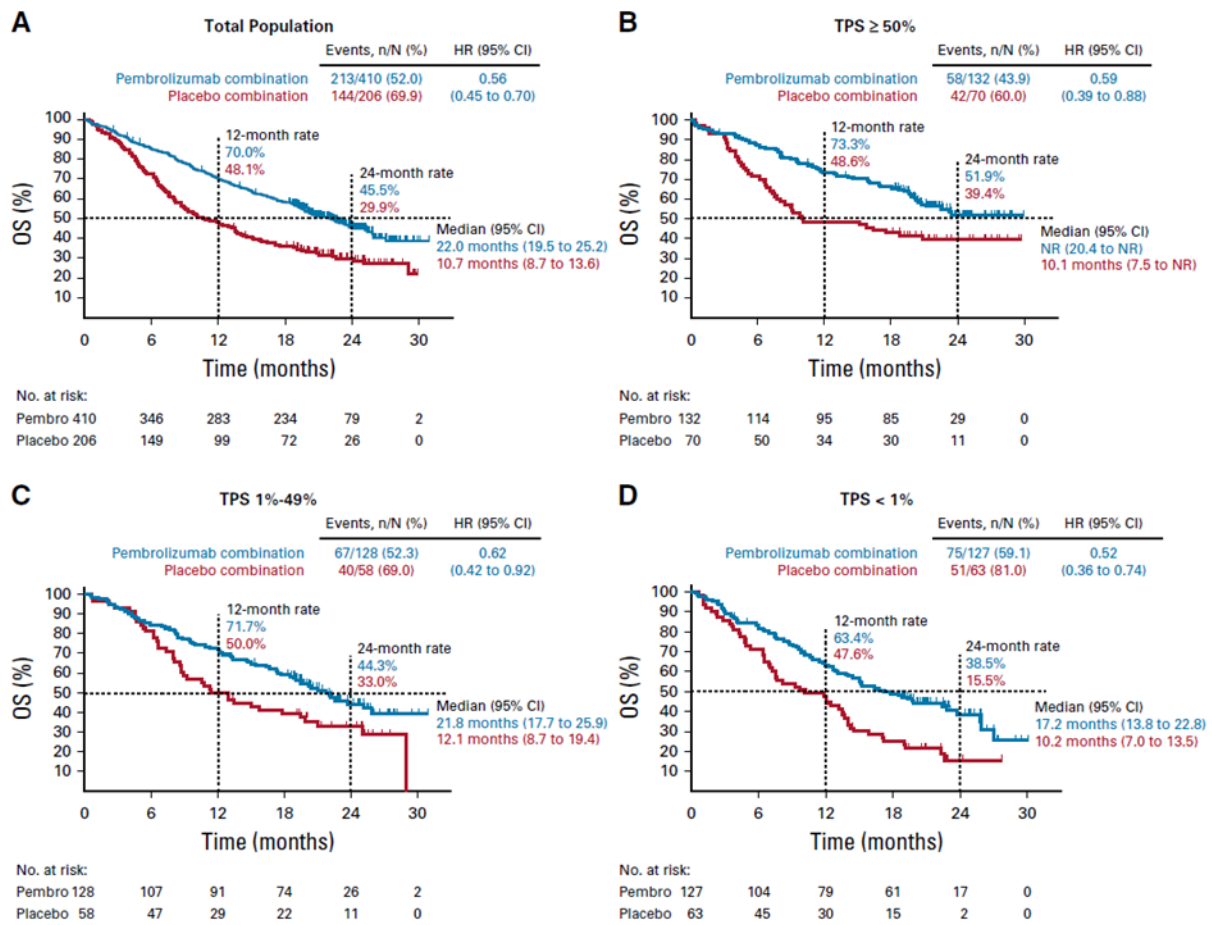 A
Total Population
Events, n/N (%) HR (95% CI)
Pembrolizumab combination 213/410 (52.0) 0.56
Placebo combination 144/206 (69.9) (0.45 to 0.70)
100
90
80
70
60
50
40
30
20
10
OS (%)
12-month rate
70.0%
48.1%
24-month rate
45.5%
29.9%
Median (95% CI)
22.0 months (19.5 to 25.2)
10.7 months (8.7 to 13.6)
0 6 12 18 24 30
Time (months)
No. at risk:
Pembro 410 346 283 234 79 2
Placebo 206 149 99 72 26 0
B
TPS ≥ 50%
Events, n/N (%) HR (95% CI)
Pembrolizumab combination 58/132 (43.9) 0.59
Placebo combination 42/70 (60.0) (0.39 to 0.88)
100
90
80
70
60
50
40
30
20
10
OS (%)
12-month rate
73.3%
48.6%
24-month rate
51.9%
39.4%
Median (95% CI)
NR (20.4 to NR)
10.1 months (7.5 to NR)
0 6 12 18 24 30
Time (months)
No. at risk:
Pembro 132 114 95 85 29 0
Placebo 70 50 34 30 11 0
C
TPS 1%-49%
Events, n/N (%) HR (95% CI)
Pembrolizumab combination 67/128 (52.3) 0.62
Placebo combination 40/58 (69.0) (0.42 to 0.92)
100
90
80
70
60
50
40
30
20
10
OS (%)
12-month rate
71.7%
50.0%
24-month rate
44.3%
33.0%
Median (95% CI)
21.8 months (17.7 to 25.9)
12.1 months (8.7 to 19.4)
0 6 12 18 24 30
Time (months)
No. at risk:
Pembro 128 107 91 74 26 2
Placebo 58 47 29 22 11 0
D
TPS < 1%
Events, n/N (%) HR (95% CI)
Pembrolizumab combination 75/127 (59.1) 0.52
Placebo combination 51/63 (81.0) (0.36 to 0.74)
100
90
80
70
60
50
40
30
20
10
OS (%)
12-month rate
63.4%
47.6%
24-month rate
38.5%
15.5%
Median (95% CI)
17.2 months (13.8 to 22.8)
10.2 months (7.0 to 13.5)
0 6 12 18 24 30
Time (months)
No. at risk:
Pembro 127 104 79 61 17 0
Placebo 63 45 30 15 2 0